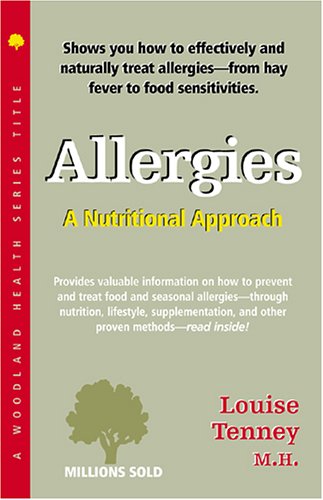 A WOODLAND HEALTH SERIES TITLE
Shows you how to effectively and
naturally treat allergies—from hay
fever to food sensitivities.
Allergies
A Nutritional Approach
Provides valuable information on how to prevent
and treat food and seasonal allergies—through
nutrition, lifestyle, supplementation, and other
proven methods—read inside!
MILLIONS SOLD
Louise
Tenney
M.H.